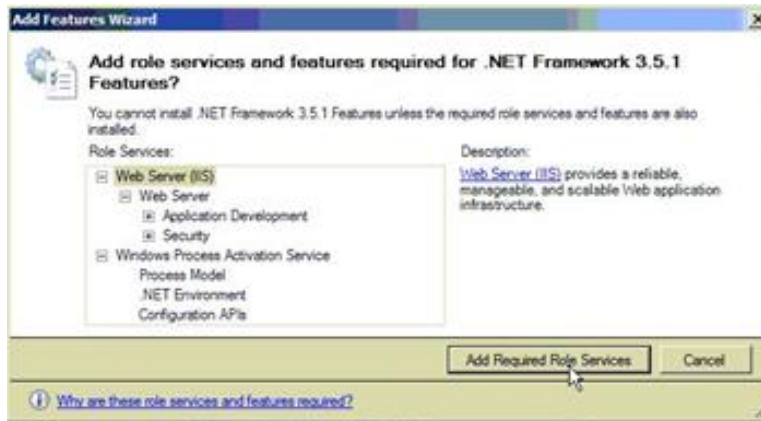 Add Features Wizard
Add role services and features required for .NET Framework 3.5.1
Features?
You cannot install .NET Framework 3.5.1 Features unless the required role services and features are also
installed.
Role Services:
Web Server (IIS)
Web Server
Application Development
Security
Windows Process Activation Service
Process Model
.NET Environment
Configuration APIs
Description:
Web Server (IIS) provides a reliable,
manageable, and scalable Web application
infrastructure.
Add Required Role Services
Cancel
Why are these role services and features required?